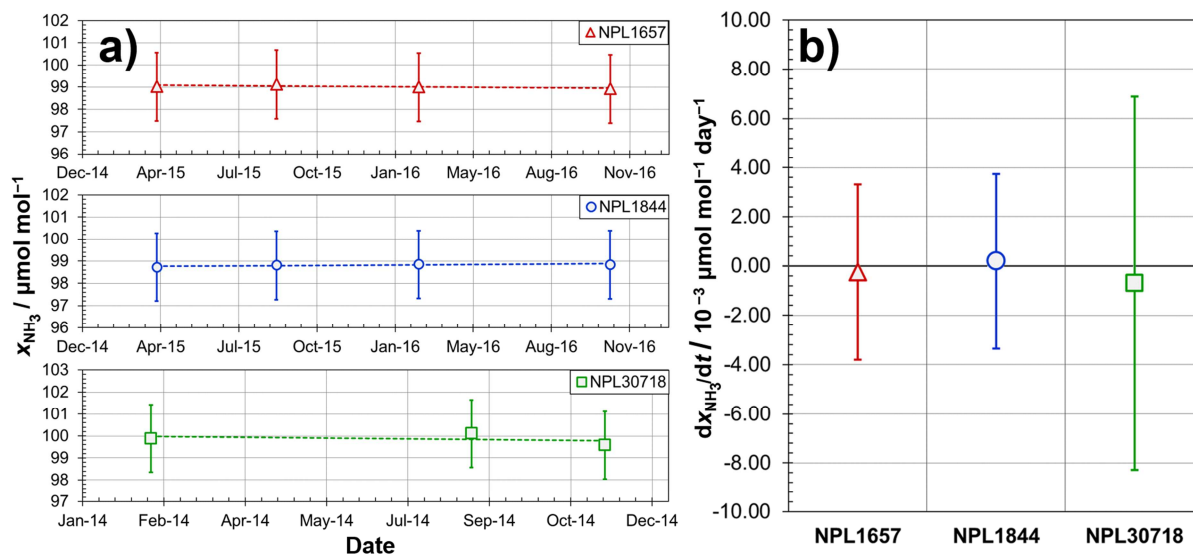 a)
xNH3 / μmol mol−1
102
101
100
99
98
97
96
NPL1657
Dec-14 Apr-15 Jul-15 Oct-15 Jan-16 May-16 Aug-16 Nov-16
102
101
100
99
98
97
96
NPL1844
Dec-14 Apr-15 Jul-15 Oct-15 Jan-16 May-16 Aug-16 Nov-16
103
102
101
100
99
98
97
NPL30718
Jan-14 Feb-14 Apr-14 May-14 Jul-14 Sep-14 Oct-14 Dec-14
Date
b)
dxNH3/dt / 10−3 μmol mol−1 day−1
10.00
8.00
6.00
4.00
2.00
0.00
-2.00
-4.00
-6.00
-8.00
-10.00
NPL1657 NPL1844 NPL30718